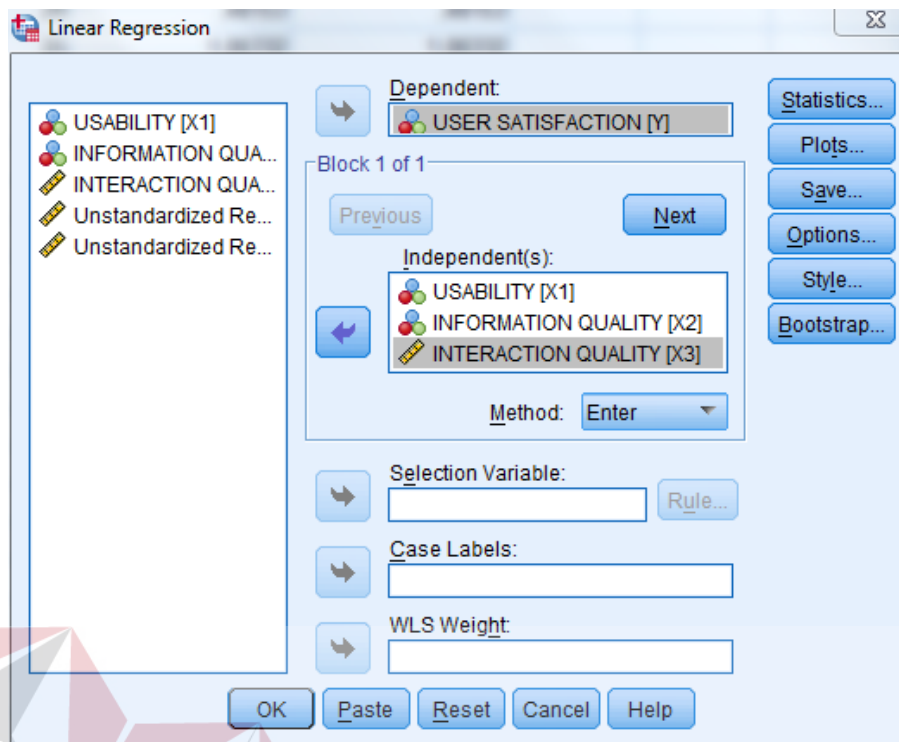 Linear Regression
USABILITY [X1]
INFORMATION QUA...
INTERACTION QUA...
Unstandardized Re...
Unstandardized Re...
Dependent:
USER SATISFACTION [Y]
Block 1 of 1
Previous
Next
Independent(s):
USABILITY [X1]
INFORMATION QUALITY [X2]
INTERACTION QUALITY [X3]
Method: Enter
Selection Variable:
Rule...
Case Labels:
WLS Weight:
Statistics...
Plots...
Save...
Options...
Style...
Bootstrap...
OK Paste Reset Cancel Help